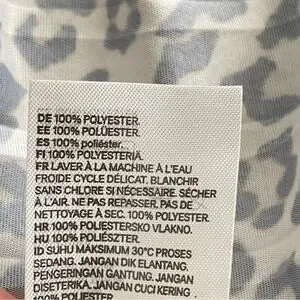 DE 100% POLYESTER.
EE 100% POLÜESTER.
ES 100% poliéster.
FI 100% POLYESTERIÄ.
FR LAVER À LA MACHINE À L'EAU
FROIDE CYCLE DÉLICAT. BLANCHIR
SANS CHLORE SI NÉCESSAIRE. SÉCHER
À L'AIR. NE PAS REPASSER. PAS DE
NETTOYAGE À SEC. 100% POLYESTER.
HR 100% POLIESTERSKO VLAKNO.
HU 100% POLIÉSZTER.
ID SUHU MAKSIMUM 30°C PROSES
SEDANG. JANGAN DIKELANTANG.
PENGERINGAN GANTUNG. JANGAN
DISETERIKA. JANGAN CUCI KERING
100% POLYESTER